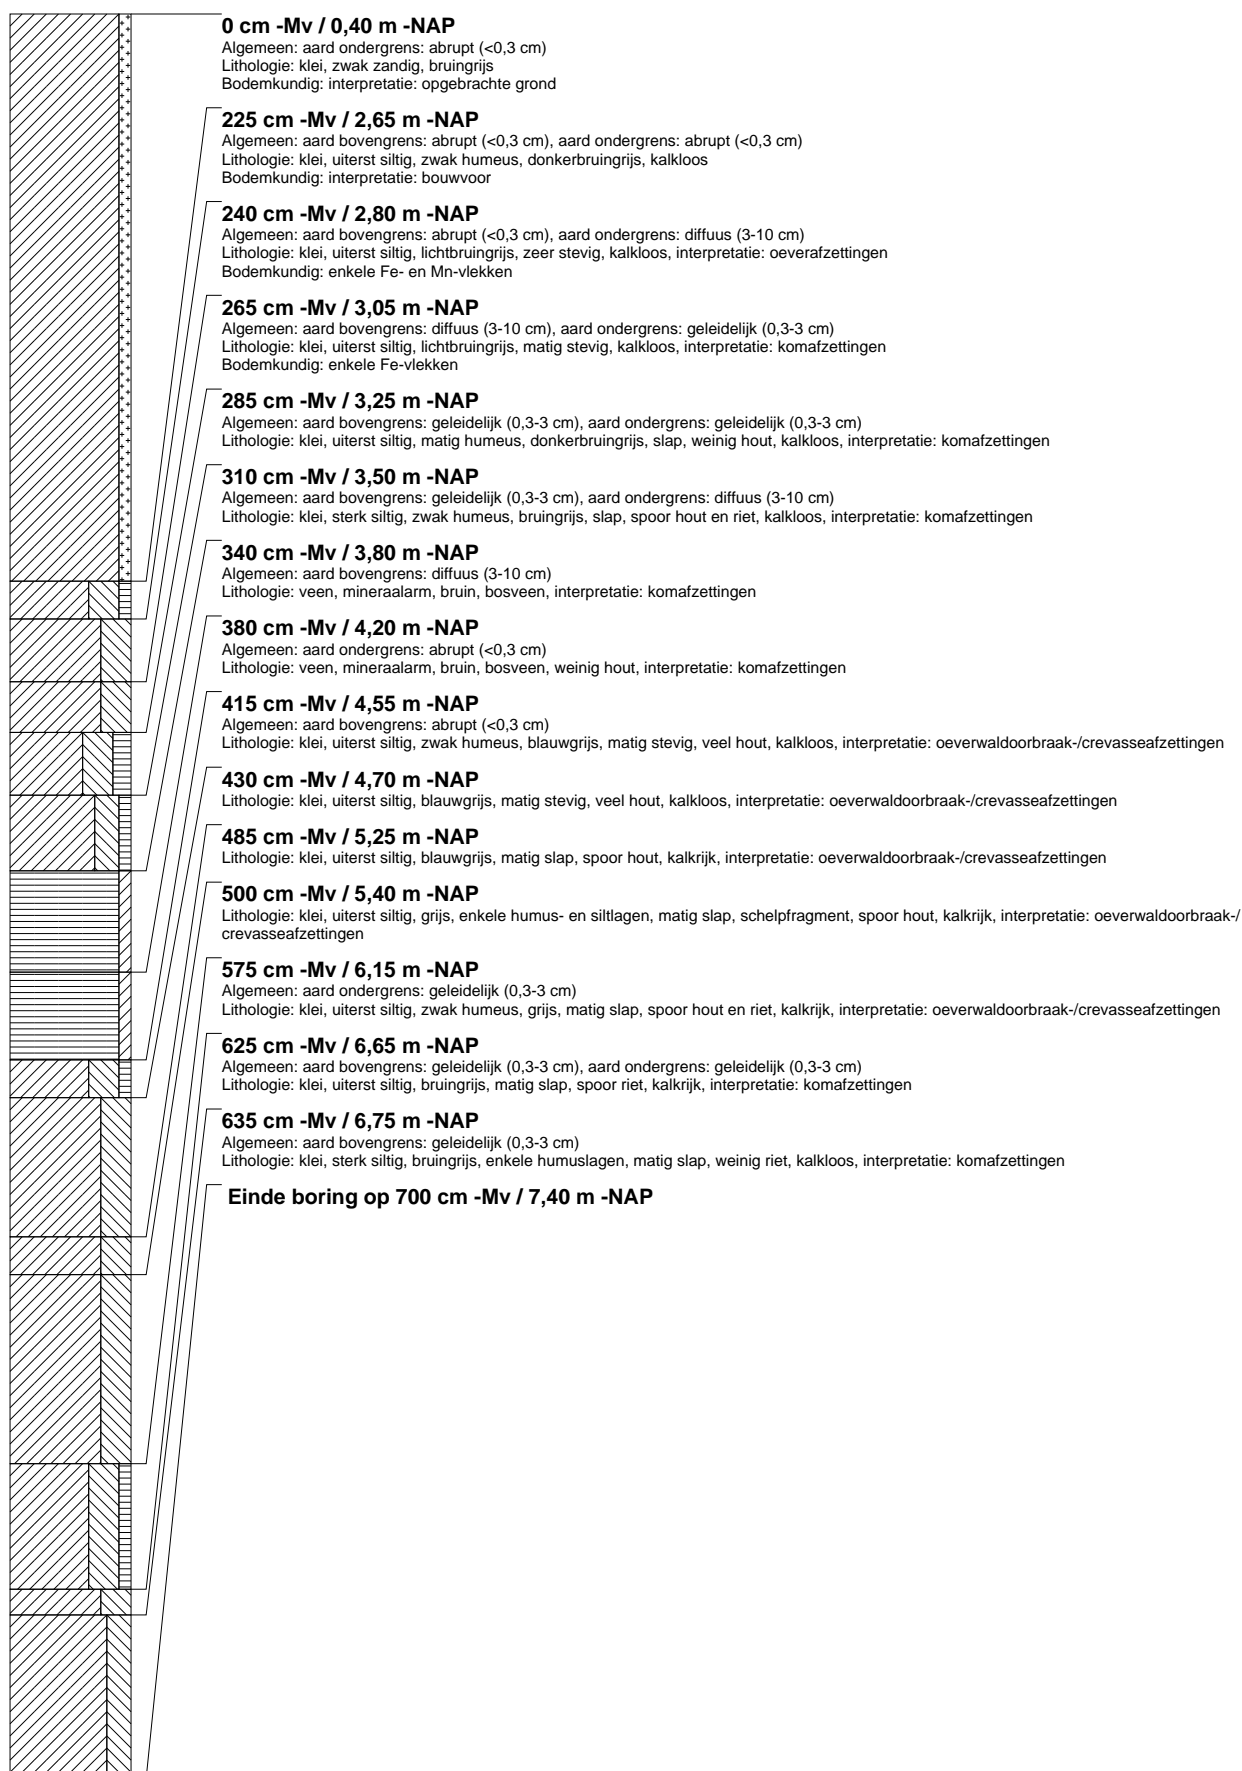 0 cm -Mv / 0,40 m -NAP
Algemeen: aard ondergrens: abrupt (<0,3 cm)
Lithologie: klei, zwak zandig, bruingrijs
Bodemkundig: interpretatie: opgebrachte grond
225 cm -Mv / 2,65 m -NAP
Algemeen: aard bovengrens: abrupt (<0,3 cm), aard ondergrens: abrupt (<0,3 cm)
Lithologie: klei, uiterst siltig, zwak humeus, donkerbruingrijs, kalkloos
Bodemkundig: interpretatie: bouwvoor
240 cm -Mv / 2,80 m -NAP
Algemeen: aard bovengrens: abrupt (<0,3 cm), aard ondergrens: diffuus (3-10 cm)
Lithologie: klei, uiterst siltig, lichtbruingrijs, zeer stevig, kalkloos, interpretatie: oeverafzettingen
Bodemkundig: enkele Fe- en Mn-vlekken
265 cm -Mv / 3,05 m -NAP
Algemeen: aard bovengrens: diffuus (3-10 cm), aard ondergrens: geleidelijk (0,3-3 cm)
Lithologie: klei, uiterst siltig, lichtbruingrijs, matig stevig, kalkloos, interpretatie: komafzettingen
Bodemkundig: enkele Fe-vlekken
285 cm -Mv / 3,25 m -NAP
Algemeen: aard bovengrens: geleidelijk (0,3-3 cm), aard ondergrens: geleidelijk (0,3-3 cm)
Lithologie: klei, uiterst siltig, matig humeus, donkerbruingrijs, slap, weinig hout, kalkloos, interpretatie: komafzettingen
310 cm -Mv / 3,50 m -NAP
Algemeen: aard bovengrens: geleidelijk (0,3-3 cm), aard ondergrens: diffuus (3-10 cm)
Lithologie: klei, sterk siltig, zwak humeus, bruingrijs, slap, spoor hout en riet, kalkloos, interpretatie: komafzettingen
340 cm -Mv / 3,80 m -NAP
Algemeen: aard bovengrens: diffuus (3-10 cm)
Lithologie: veen, mineraalarm, bruin, bosveen, interpretatie: komafzettingen
380 cm -Mv / 4,20 m -NAP
Algemeen: aard ondergrens: abrupt (<0,3 cm)
Lithologie: veen, mineraalarm, bruin, bosveen, weinig hout, interpretatie: komafzettingen
415 cm -Mv / 4,55 m -NAP
Algemeen: aard bovengrens: abrupt (<0,3 cm)
Lithologie: klei, uiterst siltig, zwak humeus, blauwgrijs, matig stevig, veel hout, kalkloos, interpretatie: oeverwaldoorbraak-/crevasseafzettingen
430 cm -Mv / 4,70 m -NAP
Lithologie: klei, uiterst siltig, blauwgrijs, matig stevig, veel hout, kalkloos, interpretatie: oeverwaldoorbraak-/crevasseafzettingen
485 cm -Mv / 5,25 m -NAP
Lithologie: klei, uiterst siltig, blauwgrijs, matig slap, spoor hout, kalkrijk, interpretatie: oeverwaldoorbraak-/crevasseafzettingen
500 cm -Mv / 5,40 m -NAP
Lithologie: klei, uiterst siltig, grijs, enkele humus- en siltlagen, matig slap, schelpfragment, spoor hout, kalkrijk, interpretatie: oeverwaldoorbraak-/
crevasseafzettingen
575 cm -Mv / 6,15 m -NAP
Algemeen: aard ondergrens: geleidelijk (0,3-3 cm)
Lithologie: klei, uiterst siltig, zwak humeus, grijs, matig slap, spoor hout en riet, kalkrijk, interpretatie: oeverwaldoorbraak-/crevasseafzettingen
625 cm -Mv / 6,65 m -NAP
Algemeen: aard bovengrens: geleidelijk (0,3-3 cm), aard ondergrens: geleidelijk (0,3-3 cm)
Lithologie: klei, uiterst siltig, bruingrijs, matig slap, spoor riet, kalkrijk, interpretatie: komafzettingen
635 cm -Mv / 6,75 m -NAP
Algemeen: aard bovengrens: geleidelijk (0,3-3 cm)
Lithologie: klei, sterk siltig, bruingrijs, enkele humuslagen, matig slap, weinig riet, kalkloos, interpretatie: komafzettingen
Einde boring op 700 cm -Mv / 7,40 m -NAP